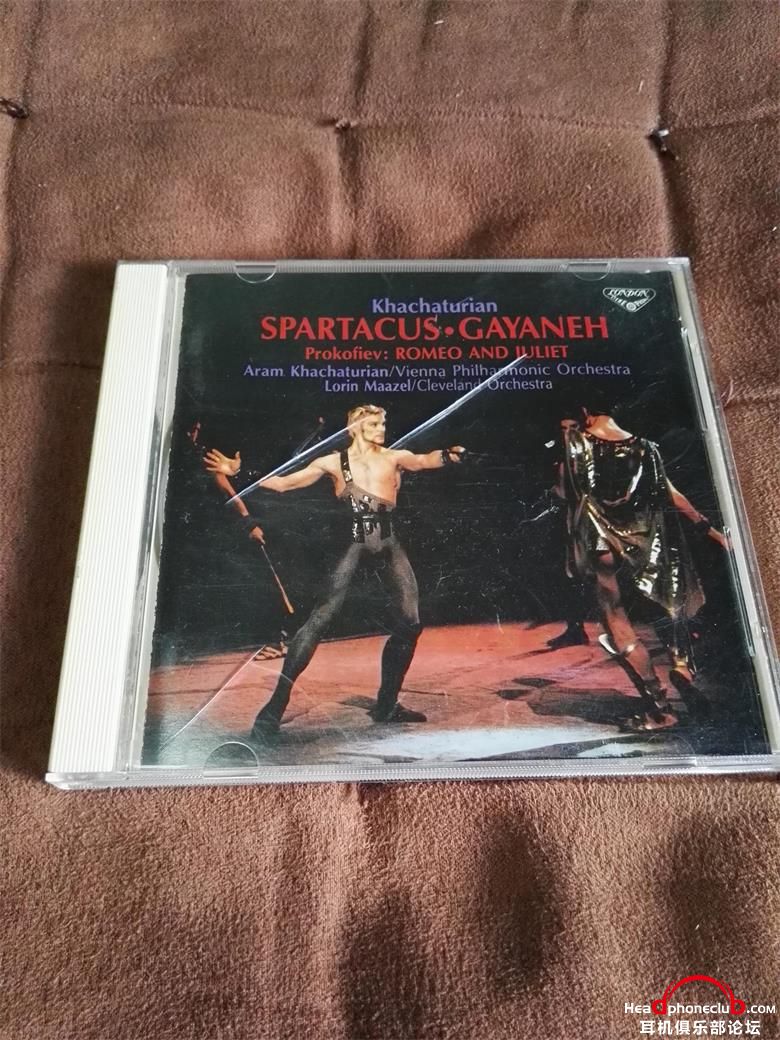 Khachaturian
LONDON
SPARTACUS • GAYANEH
Prokofiev: ROMEO AND JULIET
Aram Khachaturian/Vienna Philharmonic Orchestra
Lorin Maazel/Cleveland Orchestra
Headphoneclub.com
耳机俱乐部论坛